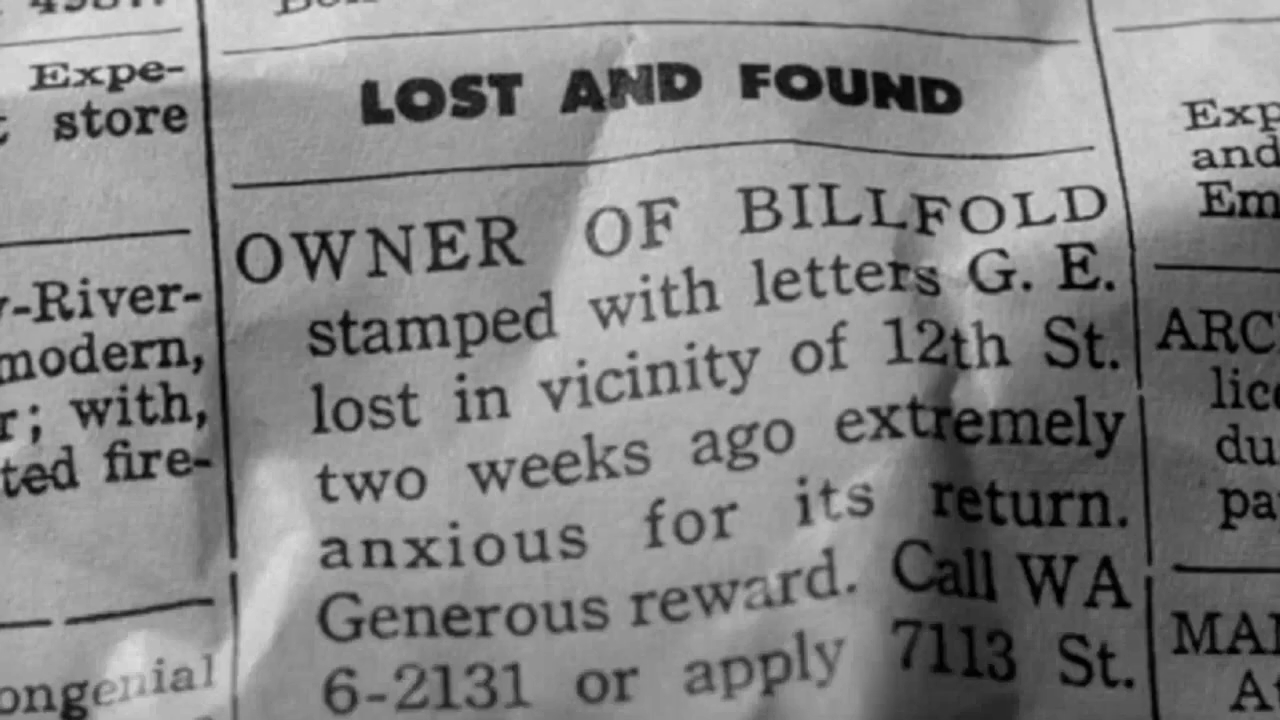 Expe-
store
-River-
modern,
; with,
ted fire-
ongenial
LOST AND FOUND
OWNER OF BILLFOLD
stamped with letters G. E.
lost in vicinity of 12th St.
two weeks ago extremely
anxious for its return.
Generous reward. Call WA
6-2131 or apply 7113 St.
Exp
and
Em
ARC
lic
du
pa
MA
A